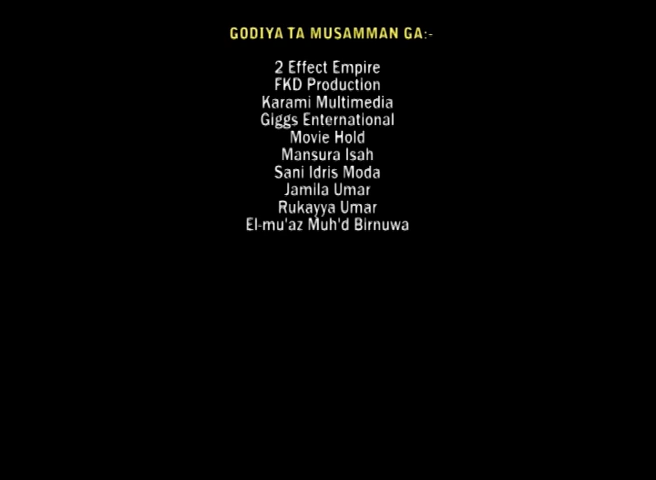 GODIYA TA MUSAMMAN GA:-
2 Effect Empire
FKD Production
Karami Multimedia
Giggs Enternational
Movie Hold
Mansura Isah
Sani Idris Moda
Jamila Umar
Rukayya Umar
El-mu'az Muh'd Birnuwa